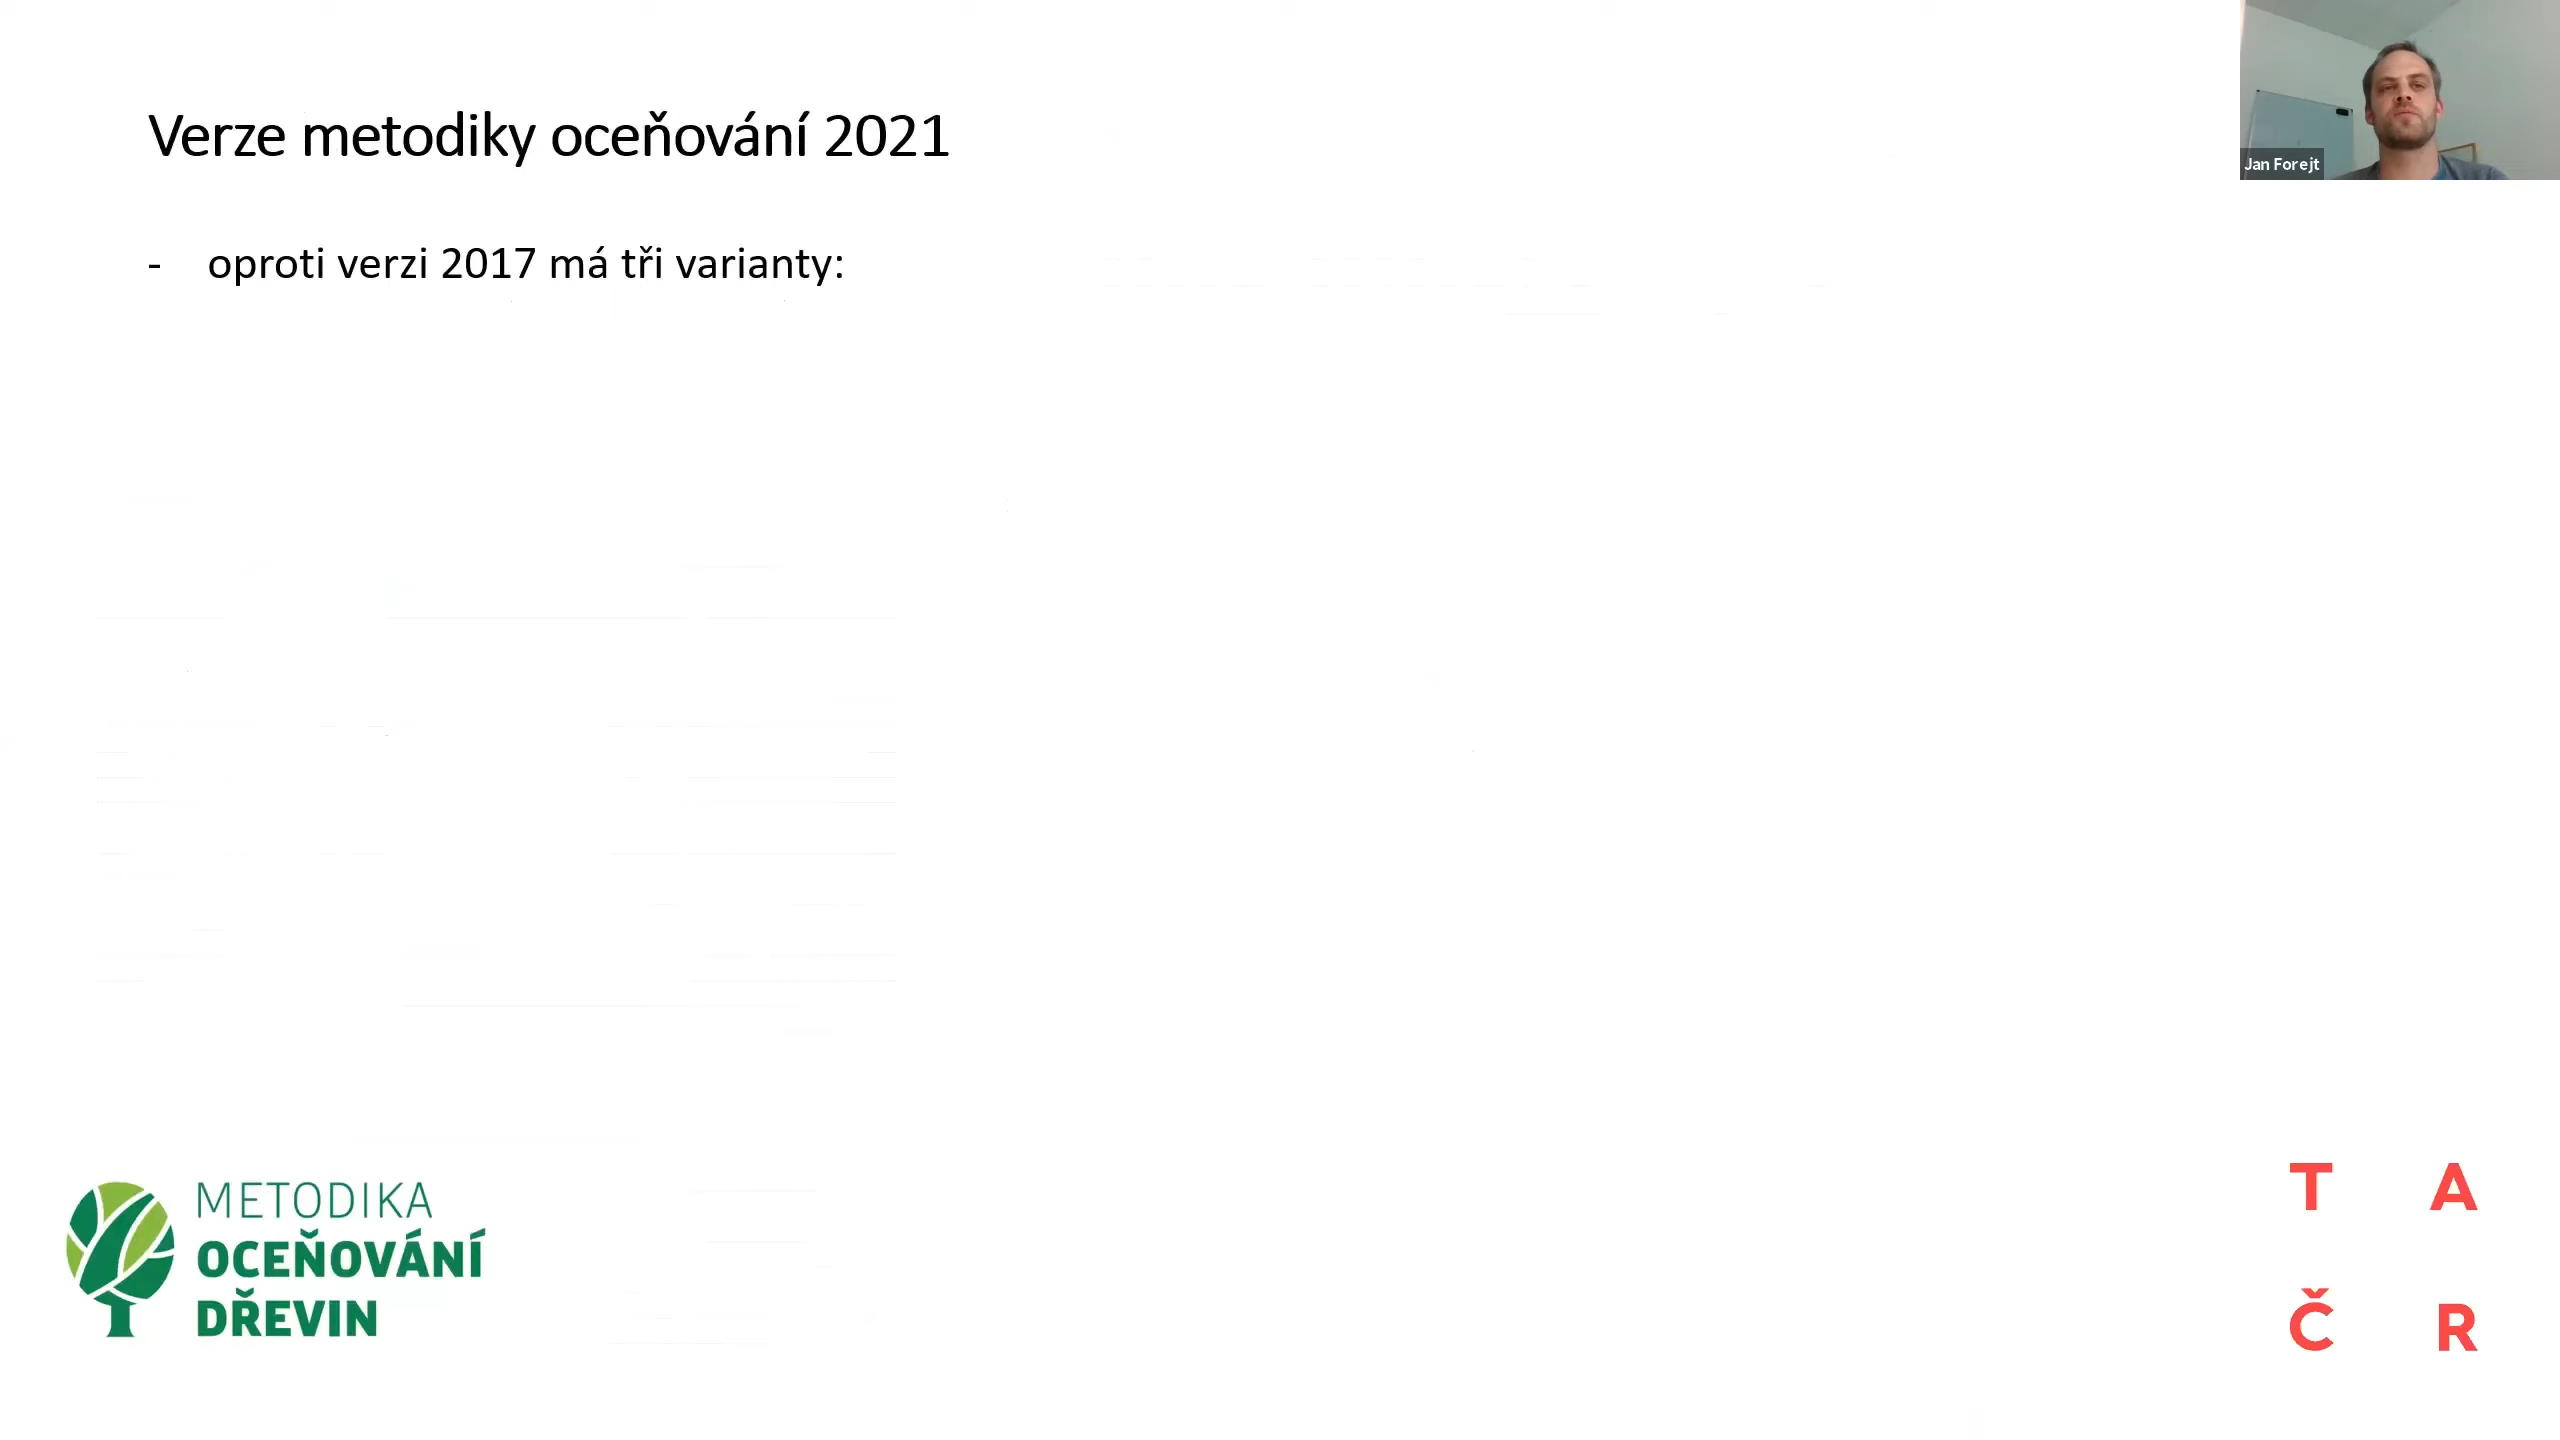 Verze metodiky oceňování 2021
Jan Forejt
- oproti verzi 2017 má tři varianty:
METODIKA
OCEŇOVÁNÍ
DŘEVIN
T A
Č R